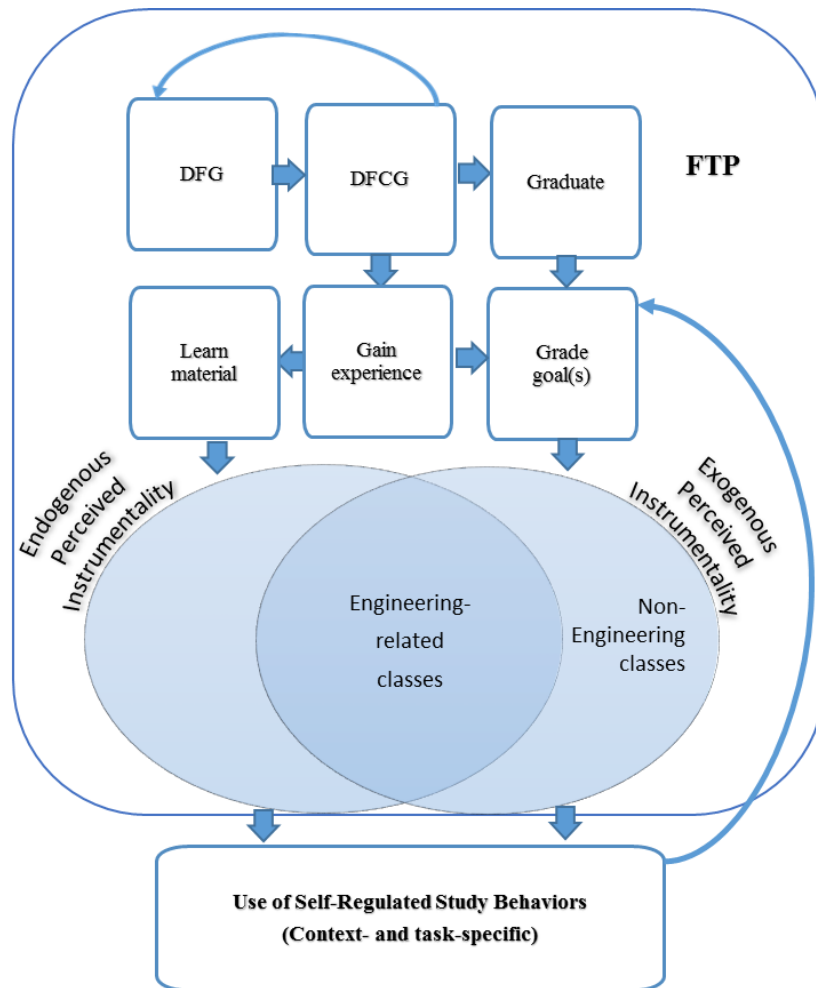 DFG
DFCG
Graduate
FTP
Learn
material
Gain
experience
Grade
goal(s)
Endogenous
Perceived
Instrumentality
Exogenous
Perceived
Instrumentality
Engineering-
related
classes
Non-
Engineering
classes
Use of Self-Regulated Study Behaviors
(Context- and task-specific)